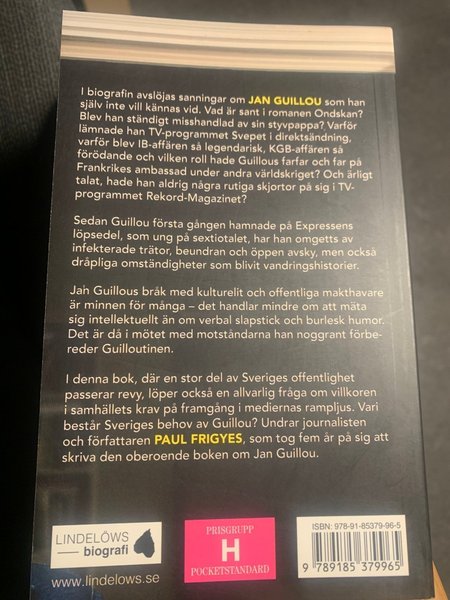 I biografin avslöjas sanningar om JAN GUILLOU som han
själv inte vill kännas vid. Vad är sant i romanen Ondskan?
Blev han ständigt misshandlad av sin styvpappa? Varför
lämnade han TV-programmet Svepet i direktsändning,
varför blev IB-affären så legendarisk, KGB-affären så
förödande och vilken roll hade Guillous farfar och far på
Frankrikes ambassad under andra världskriget? Och ärligt
talat, hade han aldrig några rutiga skjortor på sig i TV-
programmet Rekord-Magazinet?
Sedan Guillou första gången hamnade på Expressens
löpsedel, som ung på sextiotalet, har han omgetts av
infekterade trätor, beundran och öppen avsky, men också
dråpliga omständigheter som blivit vandringshistorier.
Jan Guillous bråk med kulturelit och offentliga makthavare
är minnen för många – det handlar mindre om att mäta
sig intellektuellt än om verbal slapstick och burlesk humor.
Det är då i mötet med motståndarna han noggrant förbe-
reder Guilloutinen.
I denna bok, där en stor del av Sveriges offentlighet
passerar revy, löper också en allvarlig fråga om villkoren
i samhällets krav på framgång i mediernas rampljus. Vari
består Sveriges behov av Guillou? Undrar journalisten
och författaren PAUL FRIGYES, som tog fem år på sig att
skriva den oberoende boken om Jan Guillou.
LINDELÖWS
biografi
www.lindelows.se
PRISGRUPP
H
POCKETSTANDARD
ISBN: 978-91-85379-96-5
9 789185 379965